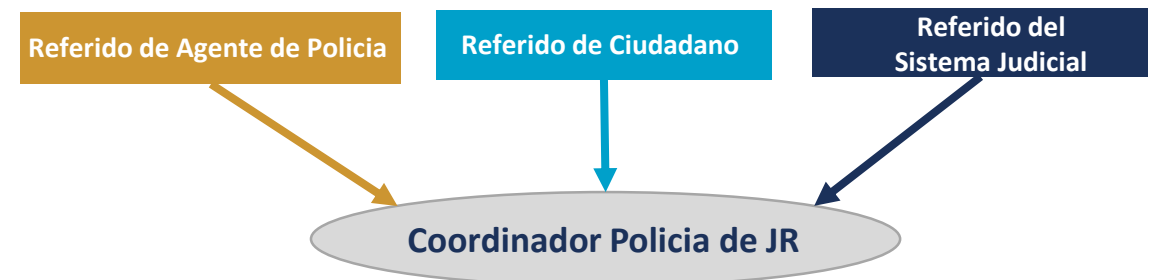 Referido de Agente de Policia
Referido de Ciudadano
Referido del
Sistema Judicial
Coordinador Policia de JR